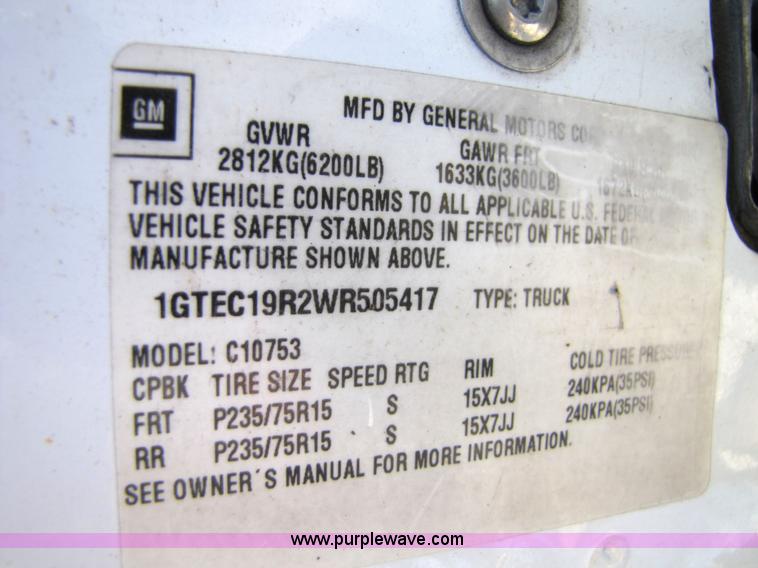 GM
MFD BY GENERAL MOTORS
GVWR GAWR FRT
2812KG(6200LB) 1633KG(3600LB)
THIS VEHICLE CONFORMS TO ALL APPLICABLE U.S. FEDERAL
VEHICLE SAFETY STANDARDS IN EFFECT ON THE DATE OF
MANUFACTURE SHOWN ABOVE.
1GTEC19R2WR505417 TYPE: TRUCK
MODEL: C10753
CPBK TIRE SIZE SPEED RTG RIM COLD TIRE PRESSURE
FRT P235/75R15 S 15X7JJ 240KPA(35PSI)
RR P235/75R15 S 15X7JJ 240KPA(35PSI)
SEE OWNER'S MANUAL FOR MORE INFORMATION.
www.purplewave.com